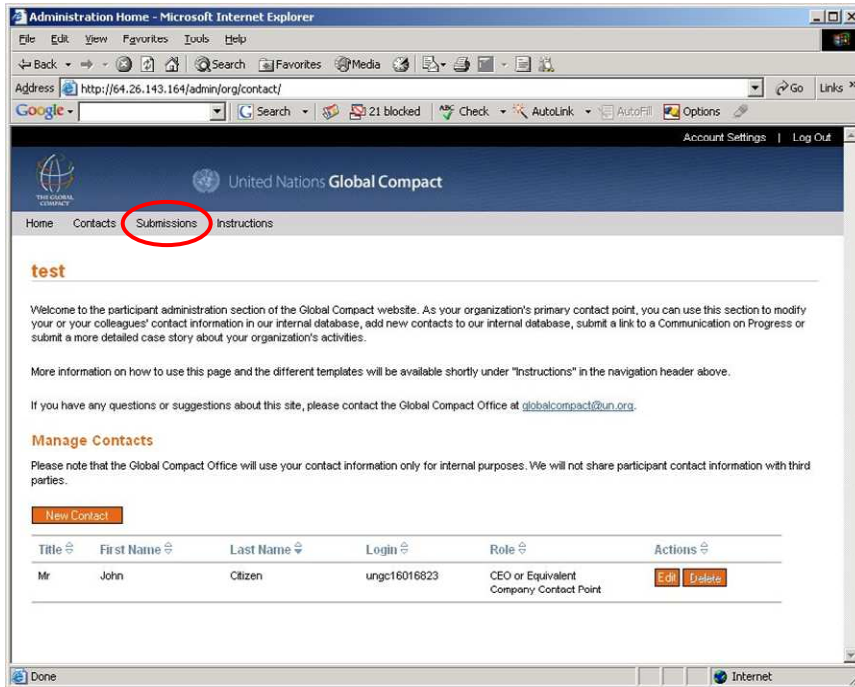 Administration Home - Microsoft Internet Explorer
File Edit View Favorites Tools Help
Back Search Favorites Media
Address http://64.26.143.164/admin/org/contact/ Go Links »
Google Search 21 blocked ABC Check AutoLink AutoFill Options
Account Settings | Log Out
THE GLOBAL
COMPACT
United Nations Global Compact
Home Contacts Submissions Instructions
test
Welcome to the participant administration section of the Global Compact website. As your organization's primary contact point, you can use this section to modify
your or your colleagues' contact information in our internal database, add new contacts to our internal database, submit a link to a Communication on Progress or
submit a more detailed case story about your organization's activities.
More information on how to use this page and the different templates will be available shortly under "Instructions" in the navigation header above.
If you have any questions or suggestions about this site, please contact the Global Compact Office at globalcompact@un.org.
Manage Contacts
Please note that the Global Compact Office will use your contact information only for internal purposes. We will not share participant contact information with third
parties.
New Contact
Title First Name Last Name Login Role Actions
Mr John Citizen ungc16016823 CEO or Equivalent Edit Delete
Company Contact Point
Done Internet